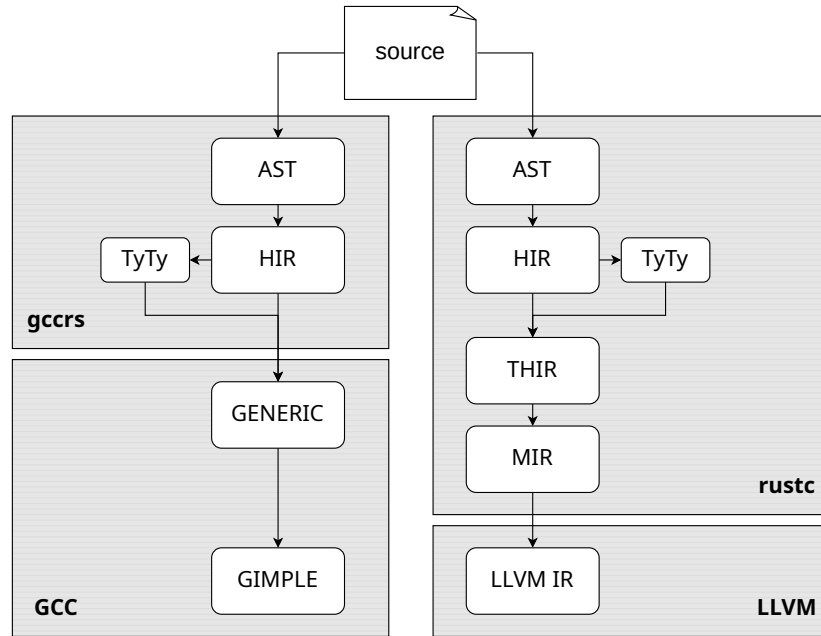 source
AST
AST
HIR
TyTy
HIR
TyTy
gccrs
THIR
GENERIC
MIR
rustc
GIMPLE
LLVM IR
GCC
LLVM